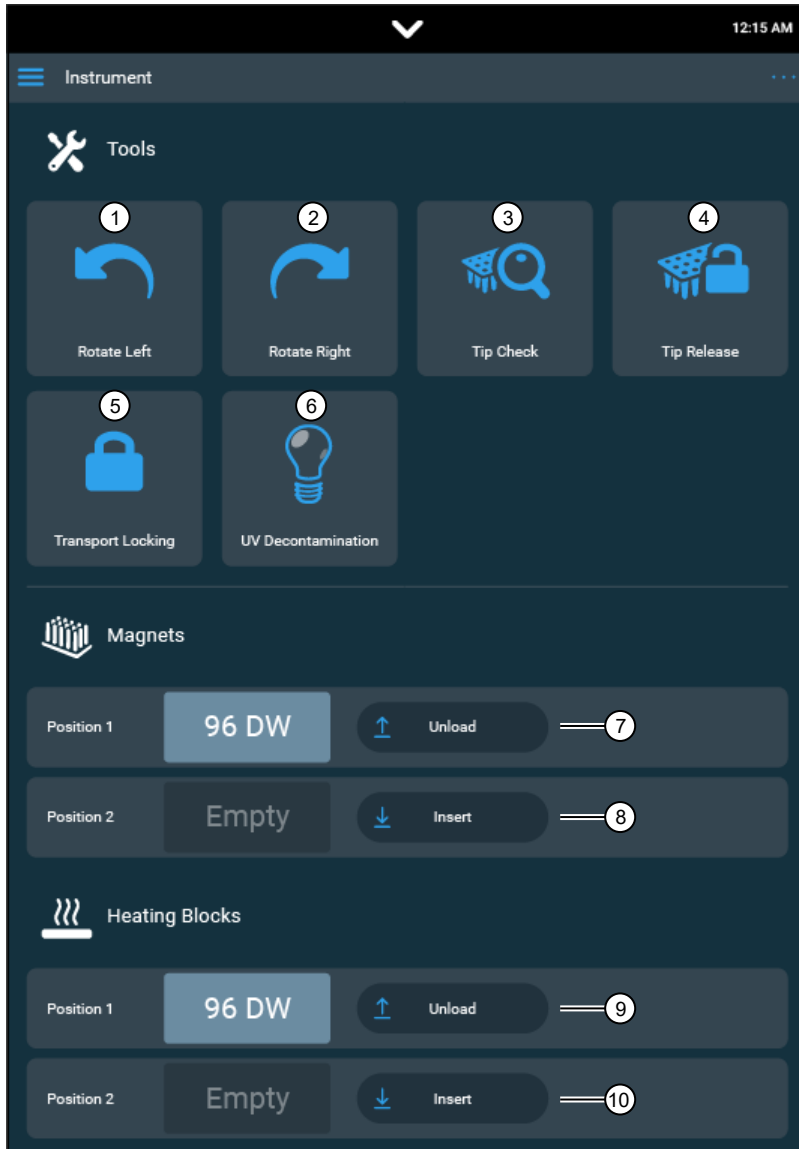 12:15 AM
Instrument
Tools
1 2 3 4
Rotate Left Rotate Right Tip Check Tip Release
5 6
Transport Locking UV Decontamination
Magnets
Position 1 96 DW Unload 7
Position 2 Empty Insert 8
Heating Blocks
Position 1 96 DW Unload 9
Position 2 Empty Insert 10